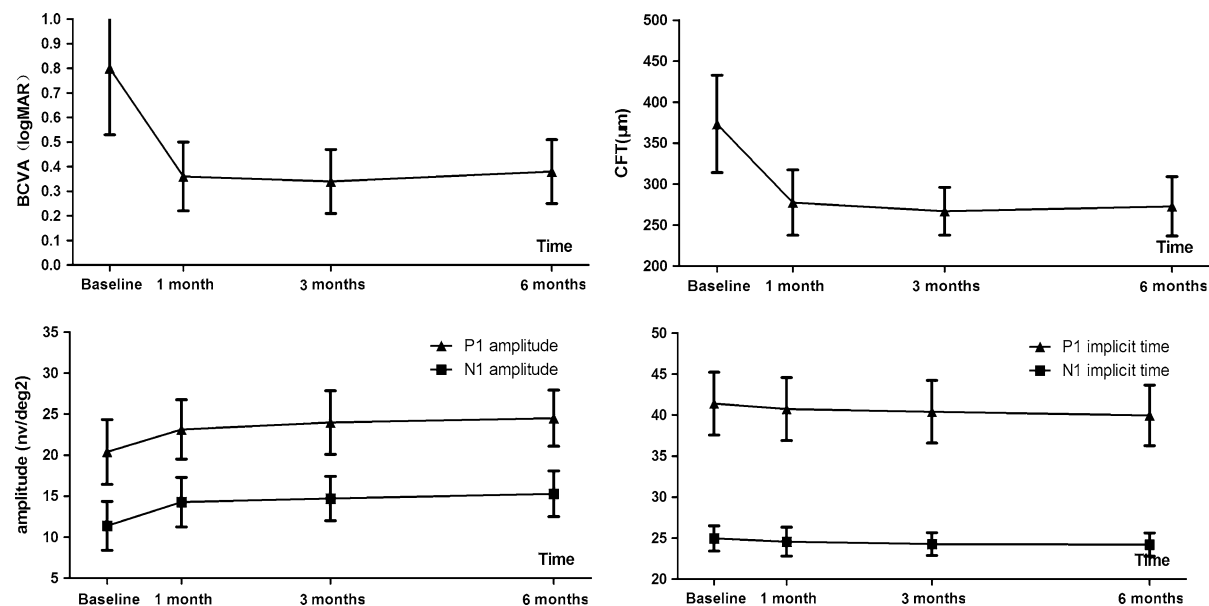 BCVA（logMAR）
1.0
0.9
0.8
0.7
0.6
0.5
0.4
0.3
0.2
0.1
0.0
Time
Baseline 1 month 3 months 6 months
CFT(μm)
500
450
400
350
300
250
200
Time
Baseline 1 month 3 months 6 months
amplitude (nv/deg2)
35
30
25
20
15
10
5
P1 amplitude
N1 amplitude
Time
Baseline 1 month 3 months 6 months
50
45
40
35
30
25
20
P1 implicit time
N1 implicit time
Time
Baseline 1 month 3 months 6 months